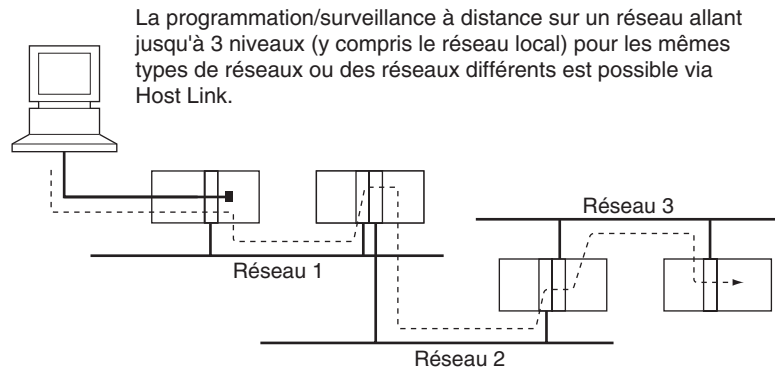 La programmation/surveillance à distance sur un réseau allant
jusqu'à 3 niveaux (y compris le réseau local) pour les mêmes
types de réseaux ou des réseaux différents est possible via
Host Link.
Réseau 3
Réseau 1
Réseau 2